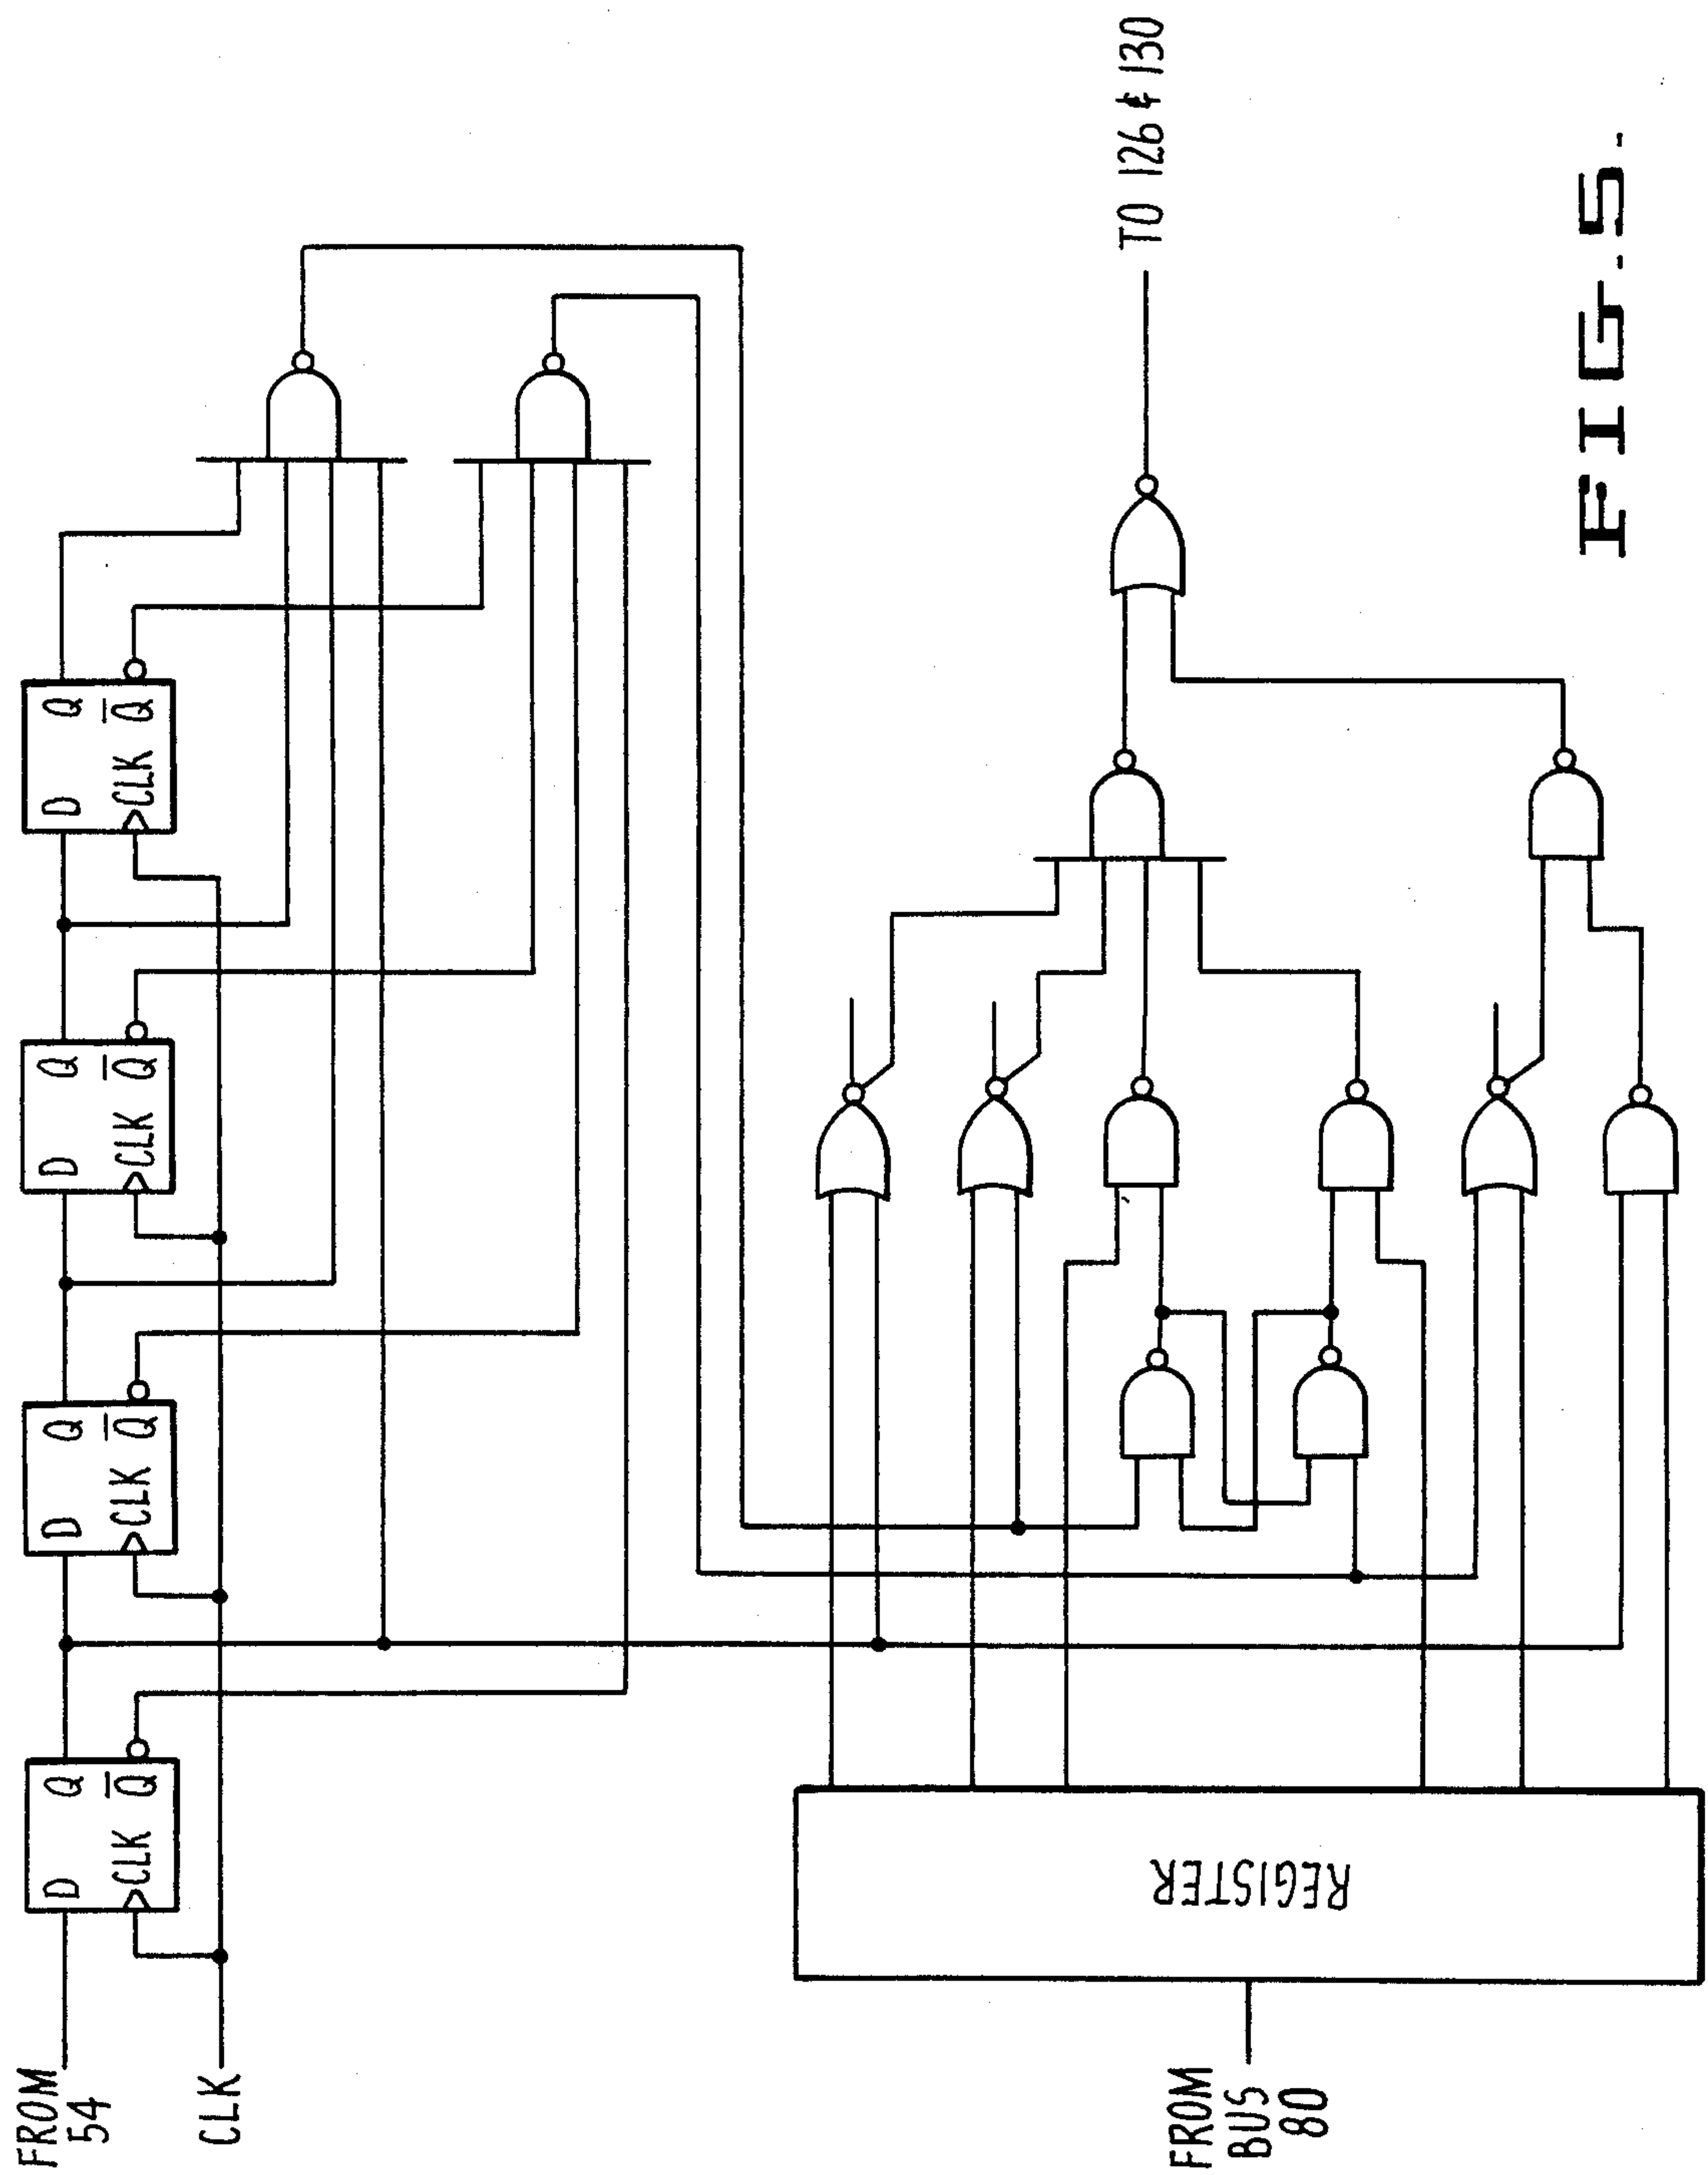 FROM
54
CLK
D Q
CLK Q̅
D Q
CLK Q̅
D Q
CLK Q̅
D Q
CLK Q̅
FROM
BUS
80
REGISTER
TO 126 & 130
FIG. 5.